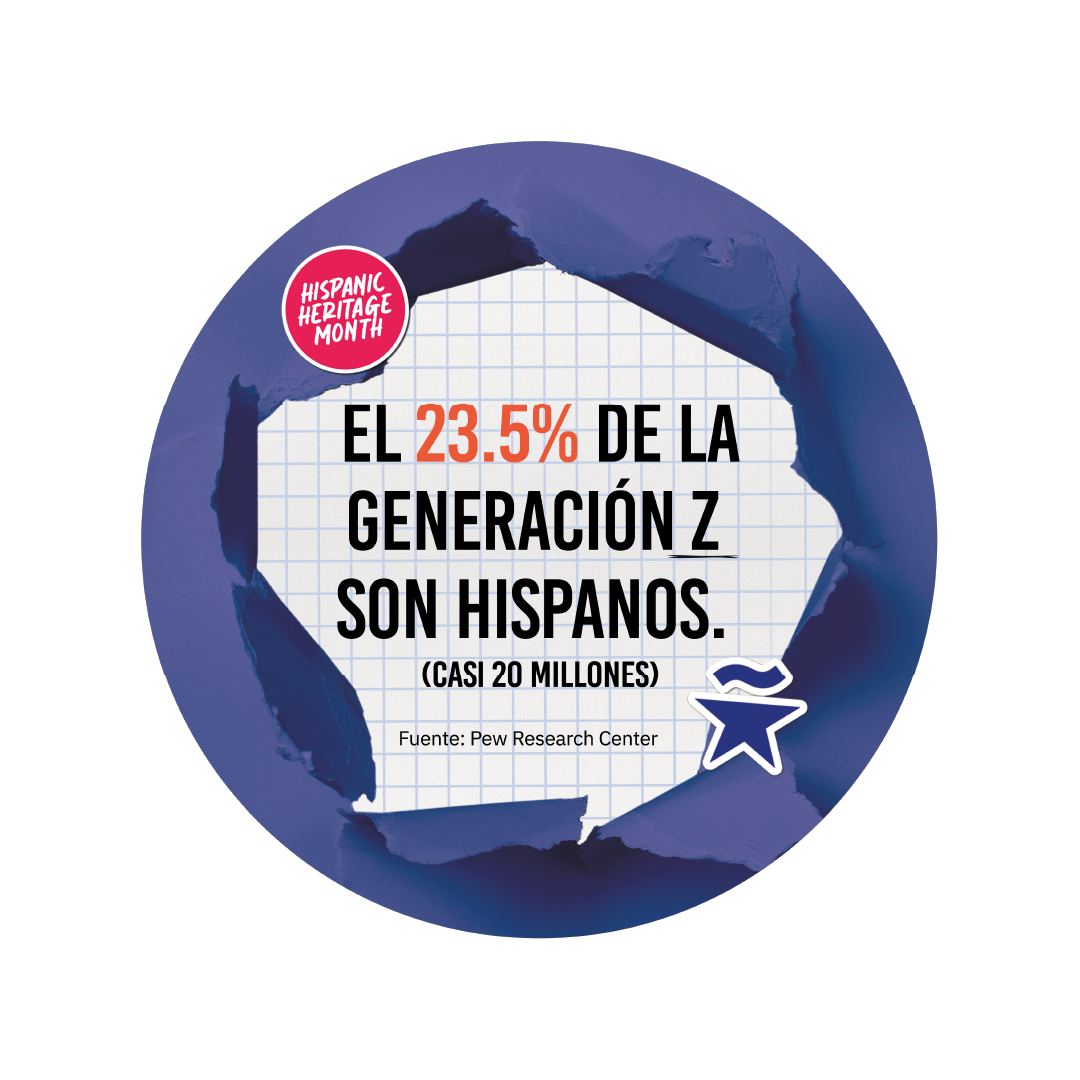 HISPANIC
HERITAGE
MONTH
EL 23.5% DE LA
GENERACIÓN Z
SON HISPANOS.
(CASI 20 MILLONES)
Fuente: Pew Research Center